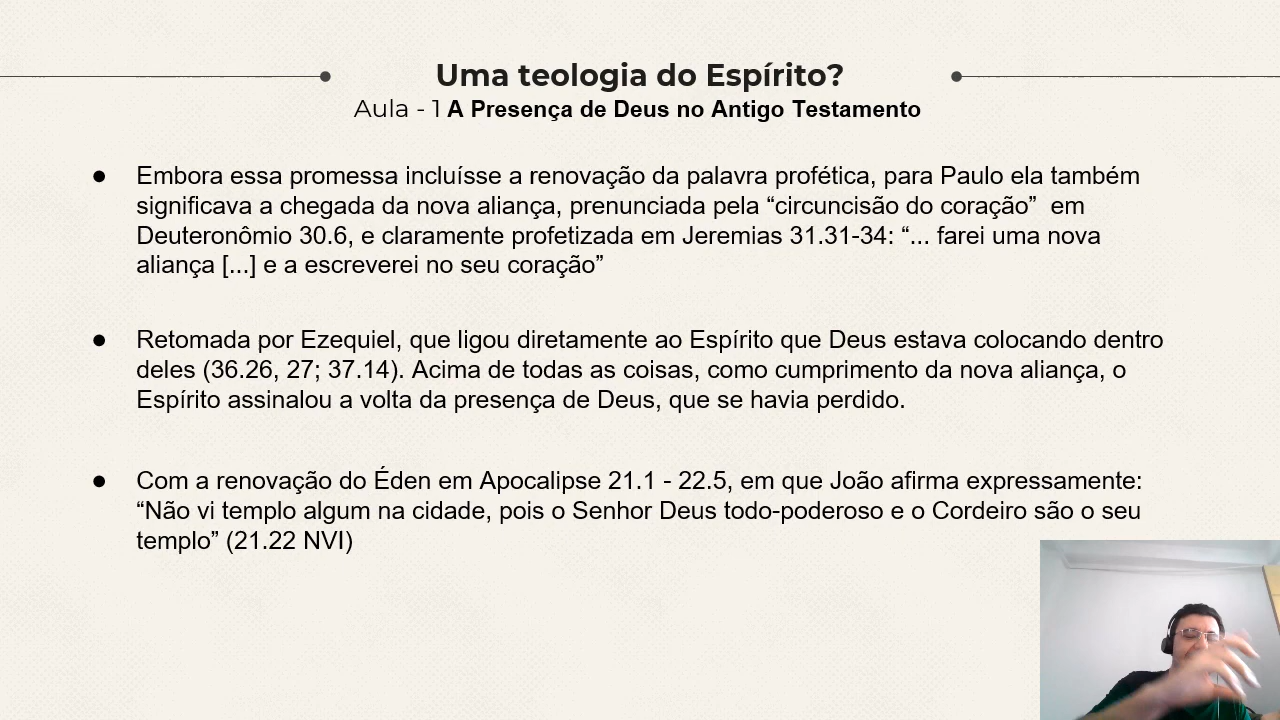 Uma teologia do Espírito?
Aula - 1 A Presença de Deus no Antigo Testamento
● Embora essa promessa incluísse a renovação da palavra profética, para Paulo ela também
significava a chegada da nova aliança, prenunciada pela “circuncisão do coração”  em
Deuteronômio 30.6, e claramente profetizada em Jeremias 31.31-34: “... farei uma nova
aliança [...] e a escreverei no seu coração”
● Retomada por Ezequiel, que ligou diretamente ao Espírito que Deus estava colocando dentro
deles (36.26, 27; 37.14). Acima de todas as coisas, como cumprimento da nova aliança, o
Espírito assinalou a volta da presença de Deus, que se havia perdido.
● Com a renovação do Éden em Apocalipse 21.1 - 22.5, em que João afirma expressamente:
“Não vi templo algum na cidade, pois o Senhor Deus todo-poderoso e o Cordeiro são o seu
templo” (21.22 NVI)